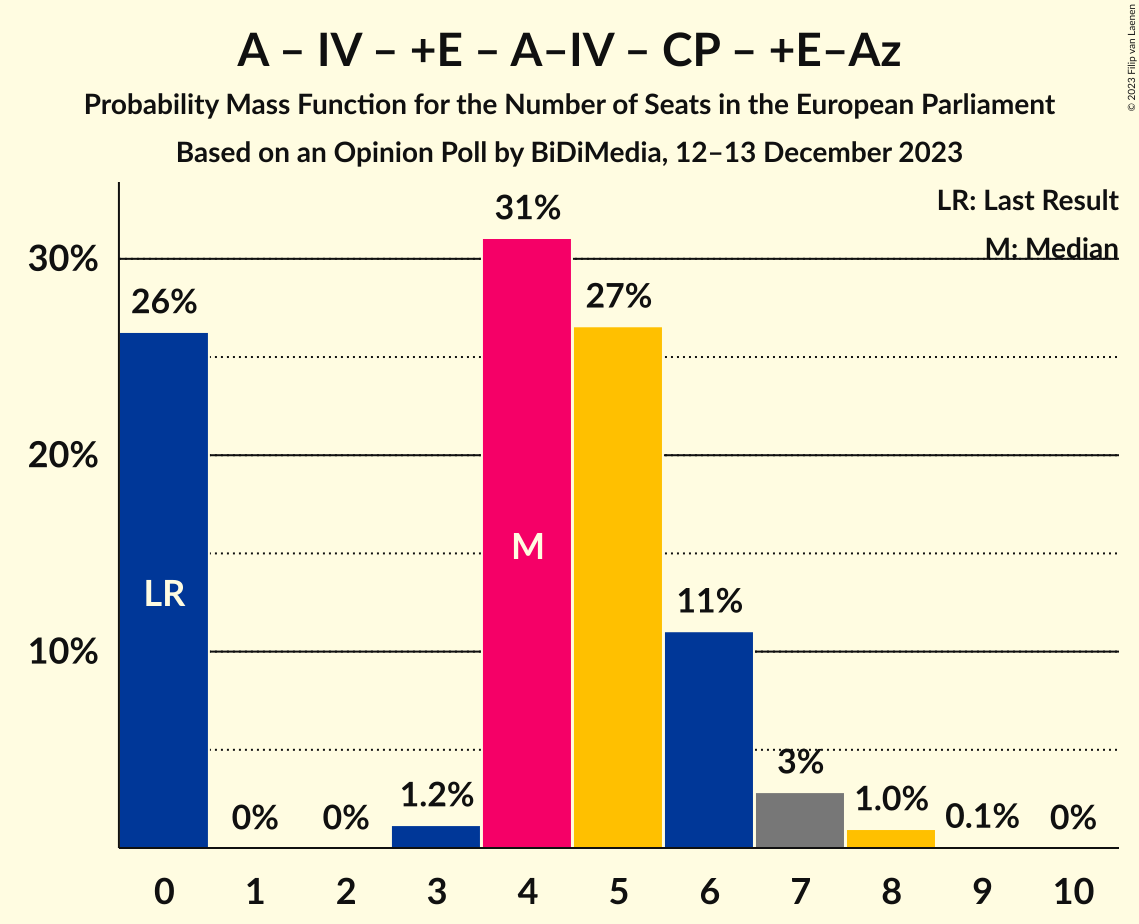 A – IV – +E – A–IV – CP – +E–Az
Probability Mass Function for the Number of Seats in the European Parliament
Based on an Opinion Poll by BiDiMedia, 12–13 December 2023
© 2023 Filip van Laenen
LR: Last Result
M: Median
30%
20%
10%
26%
0%
0%
1.2%
31%
27%
11%
3%
1.0%
0.1%
0%
LR
M
0 1 2 3 4 5 6 7 8 9 10